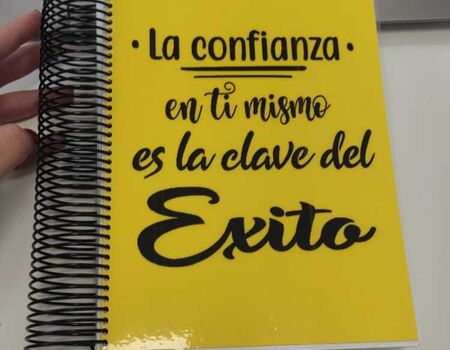 · La confianza ·
en ti mismo
es la clave del
Exito